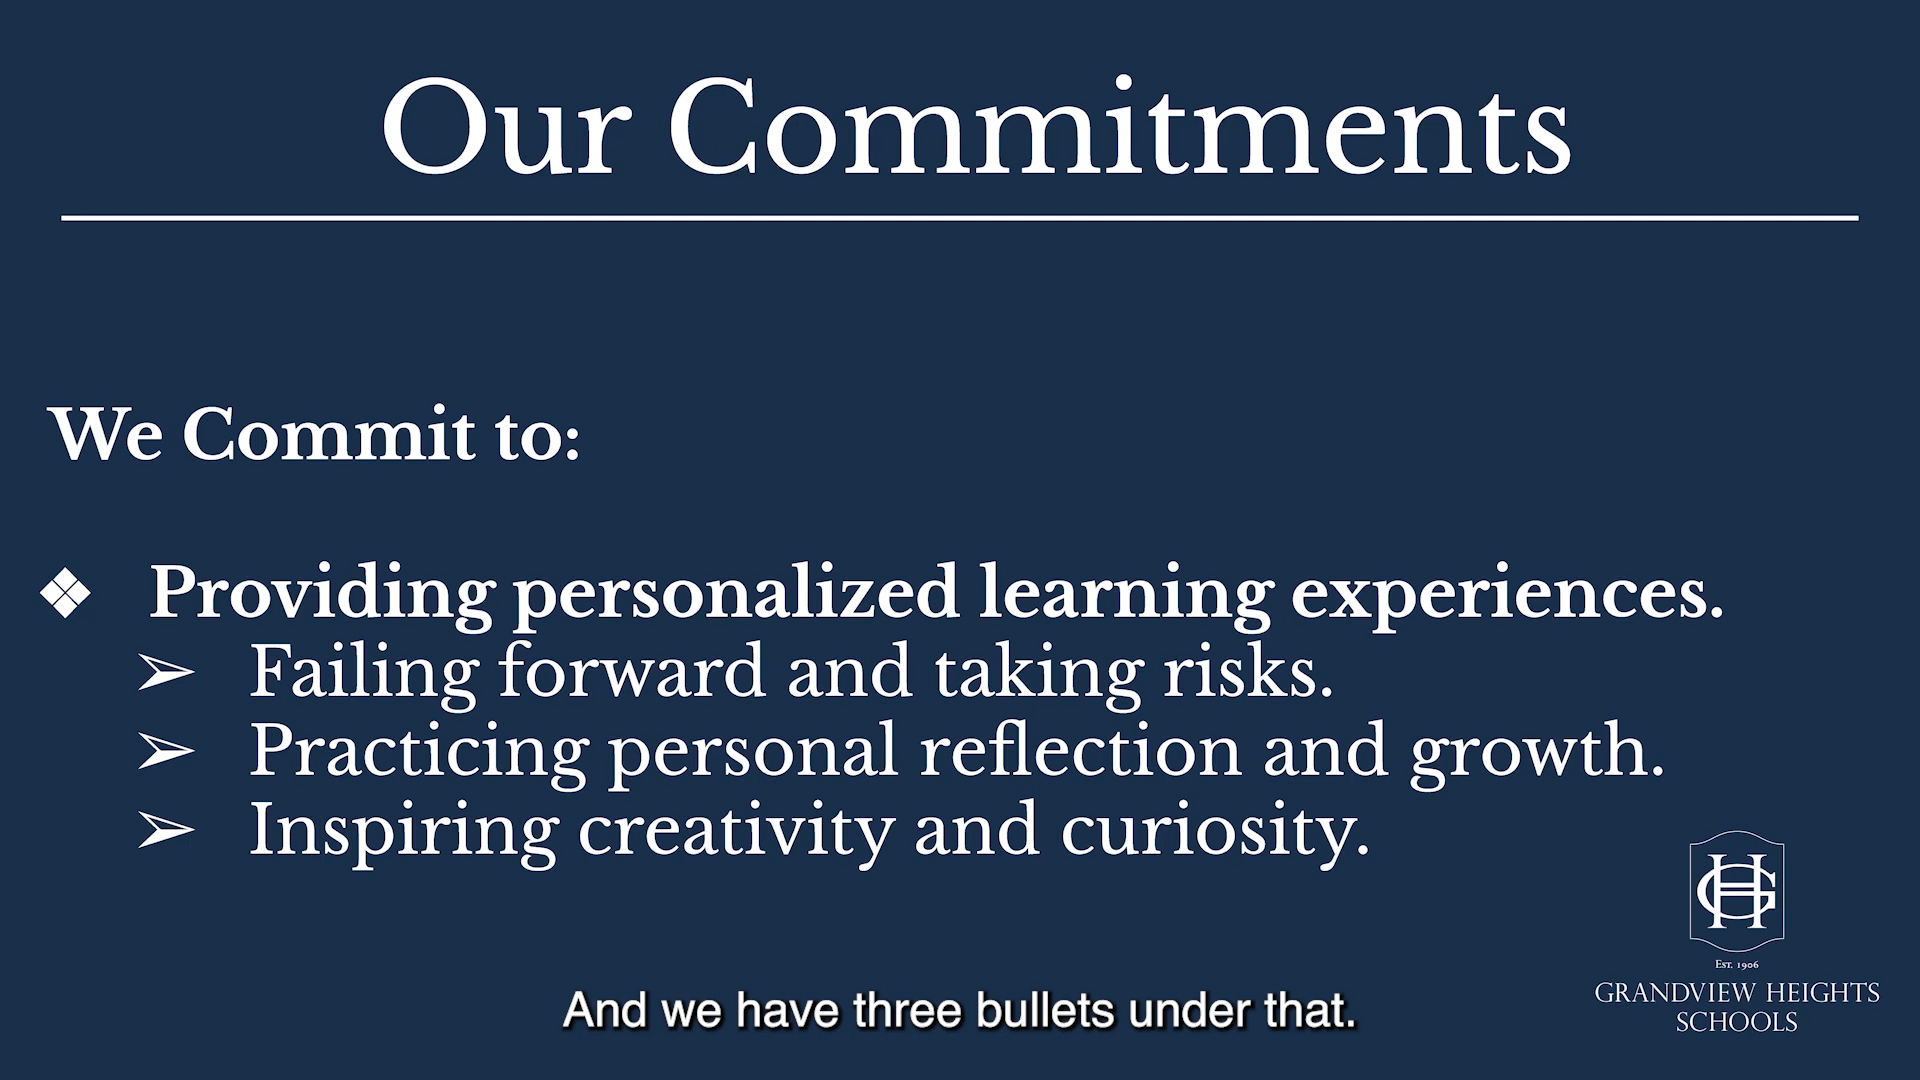 Our Commitments
We Commit to:
❖ Providing personalized learning experiences.
➢ Failing forward and taking risks.
➢ Practicing personal reflection and growth.
➢ Inspiring creativity and curiosity.
GH
Est. 1906
GRANDVIEW HEIGHTS
SCHOOLS
And we have three bullets under that.